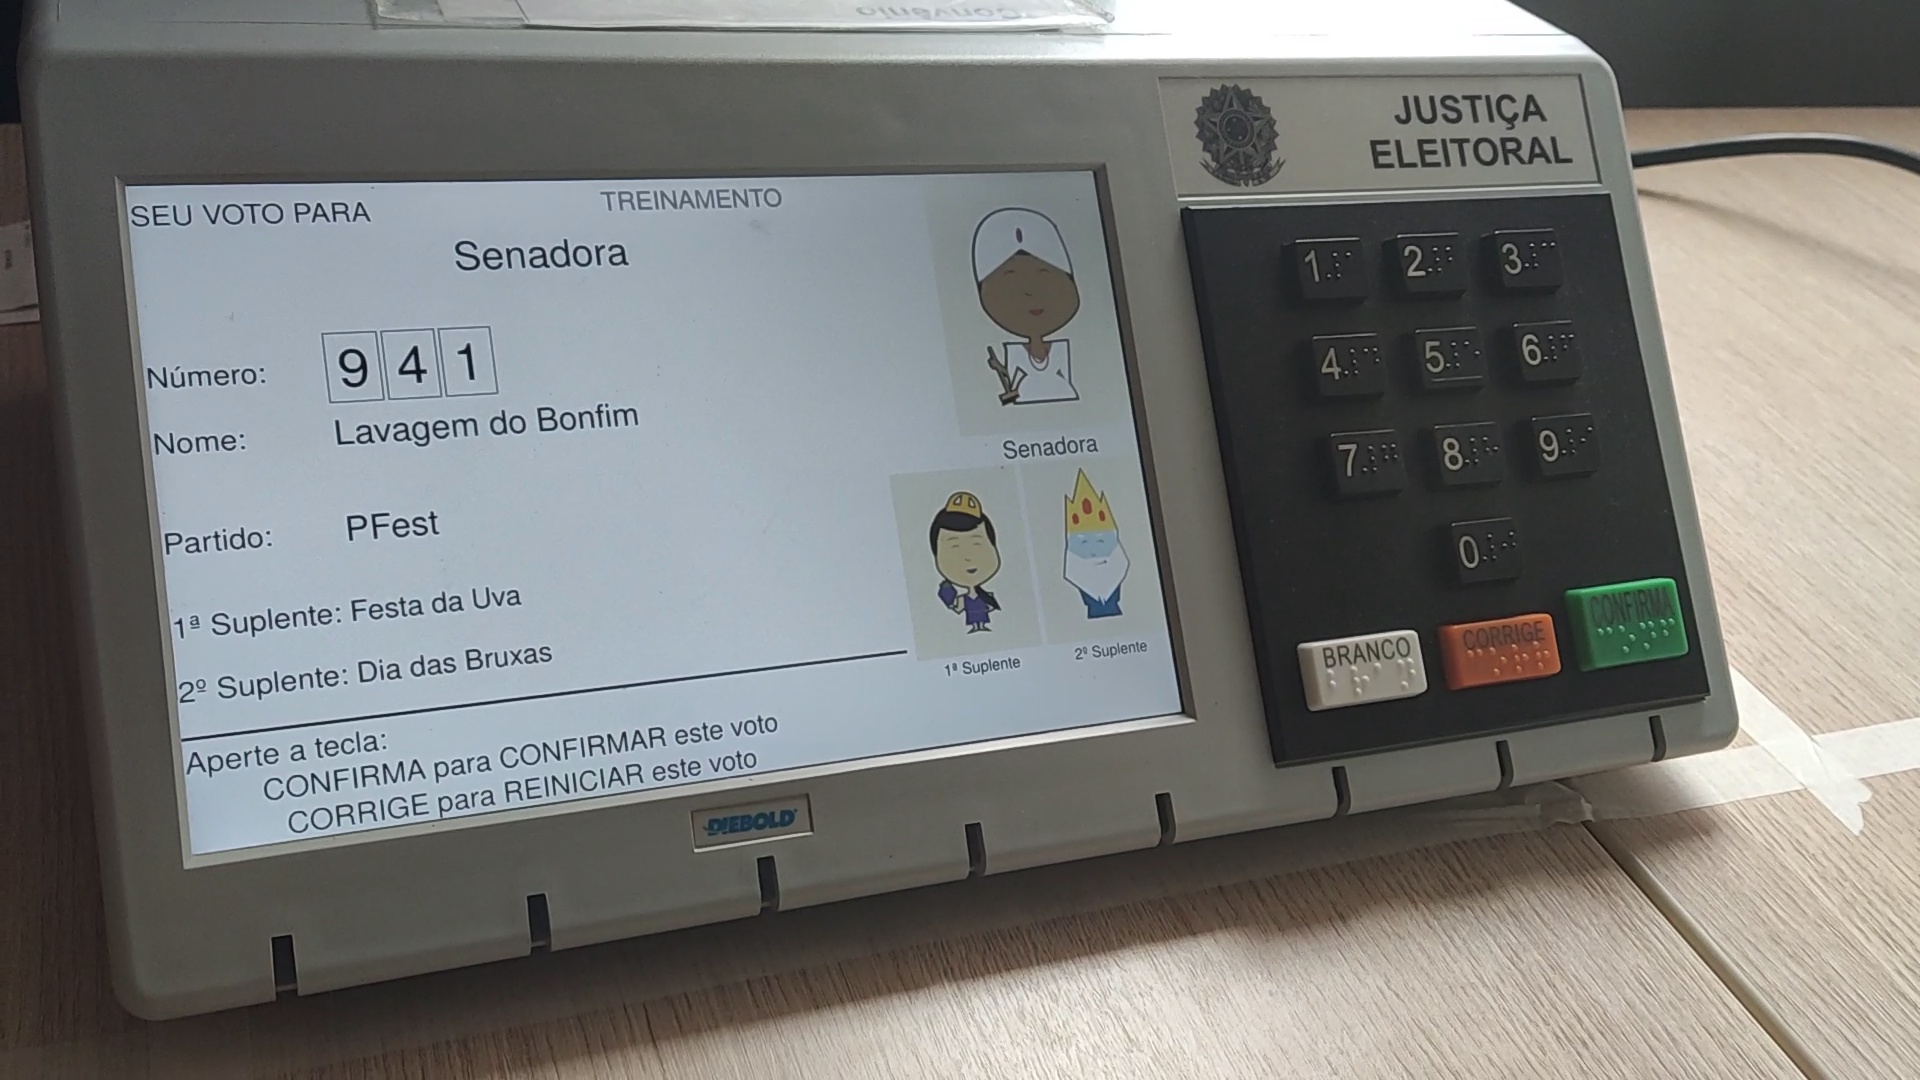 JUSTIÇA
ELEITORAL
SEU VOTO PARA
TREINAMENTO
Senadora
Número: 9 4 1
Nome: Lavagem do Bonfim
Partido: PFest
1ª Suplente: Festa da Uva
2º Suplente: Dia das Bruxas
Senadora
1ª Suplente
2º Suplente
Aperte a tecla:
CONFIRMA para CONFIRMAR este voto
CORRIGE para REINICIAR este voto
DIEBOLD
1 2 3
4 5 6
7 8 9
0
BRANCO CORRIGE CONFIRMA